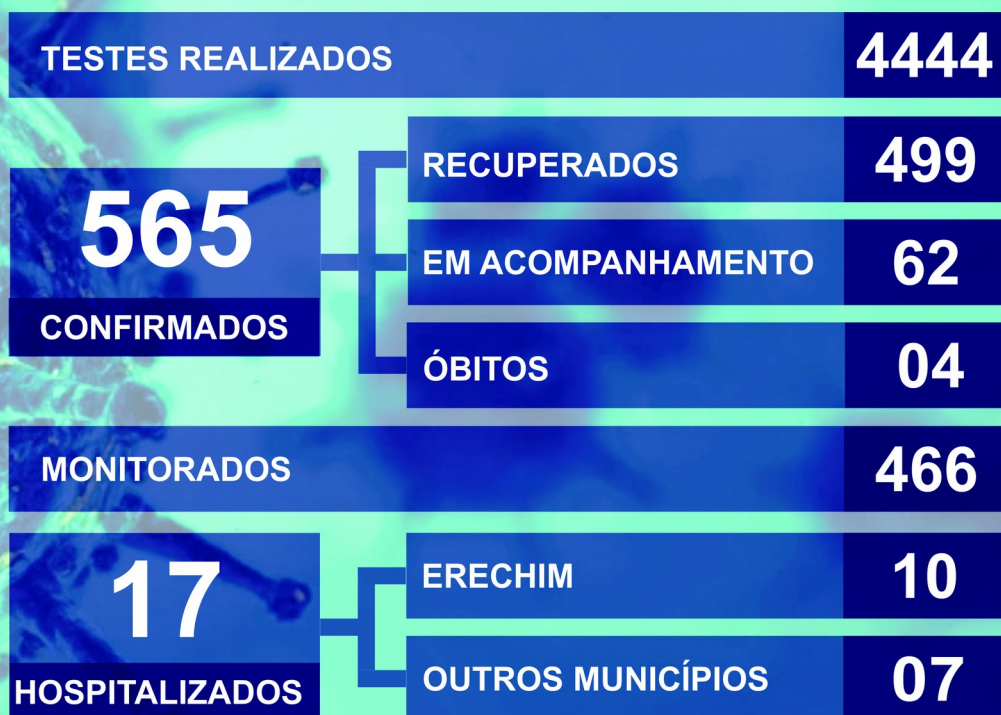 TESTES REALIZADOS 4444
565
CONFIRMADOS
RECUPERADOS 499
EM ACOMPANHAMENTO 62
ÓBITOS 04
MONITORADOS 466
17
HOSPITALIZADOS
ERECHIM 10
OUTROS MUNICÍPIOS 07